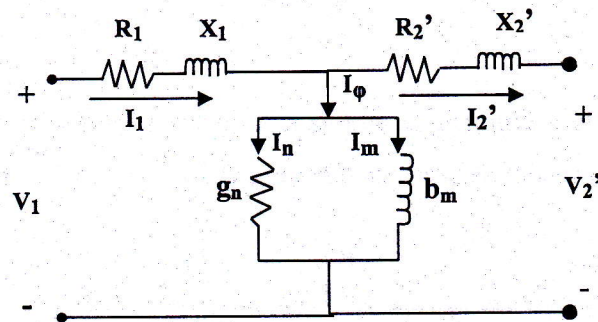 R₁ X₁ R₂’ X₂’
Iφ
+ I₁ I₂’ +
Iₙ Iₘ
gₙ bₘ
V₁ V₂’
- -